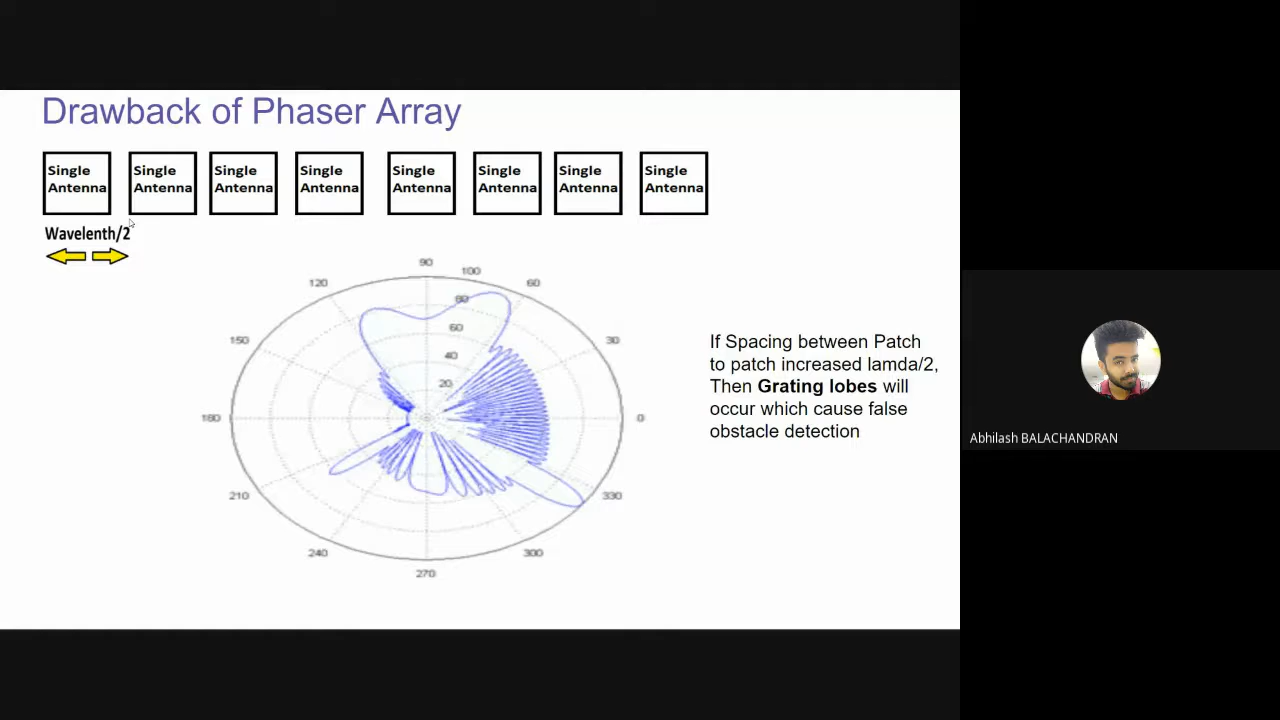 Drawback of Phaser Array
Single Single Single Single Single Single Single Single
Antenna Antenna Antenna Antenna Antenna Antenna Antenna Antenna
Wavelenth/2
90
120 100 60
80
150 60 30
40
20
180 0
210 330
240 300
270
If Spacing between Patch
to patch increased lamda/2,
Then Grating lobes will
occur which cause false
obstacle detection
Abhilash BALACHANDRAN